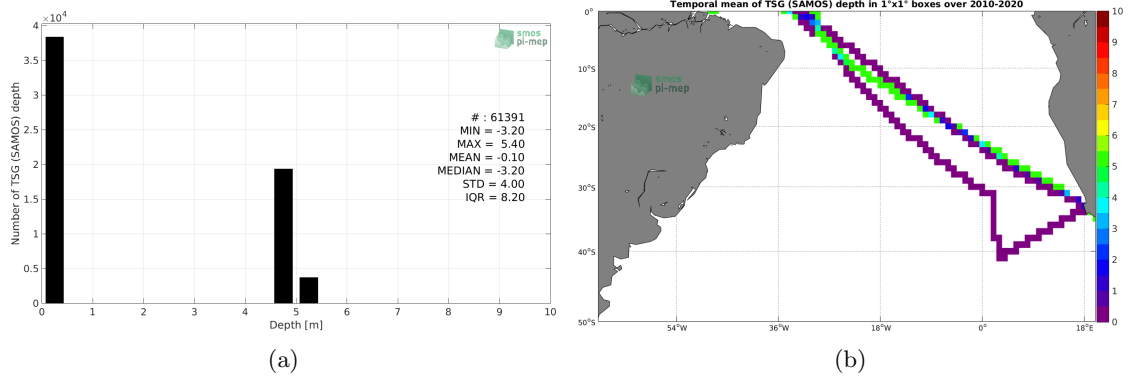 ×10⁴
4
3.5
3
2.5
2
1.5
1
0.5
0
Number of TSG (SAMOS) depth
smos
pi-mep
# : 61391
MIN = -3.20
MAX = 5.40
MEAN = -0.10
MEDIAN = -3.20
STD = 4.00
IQR = 8.20
0 1 2 3 4 5 6 7 8 9 10
Depth [m]
(a)
Temporal mean of TSG (SAMOS) depth in 1°x1° boxes over 2010-2020
0°
10°S
20°S
30°S
40°S
50°S
smos
pi-mep
54°W 36°W 18°W 0° 18°E
10
9
8
7
6
5
4
3
2
1
0
(b)